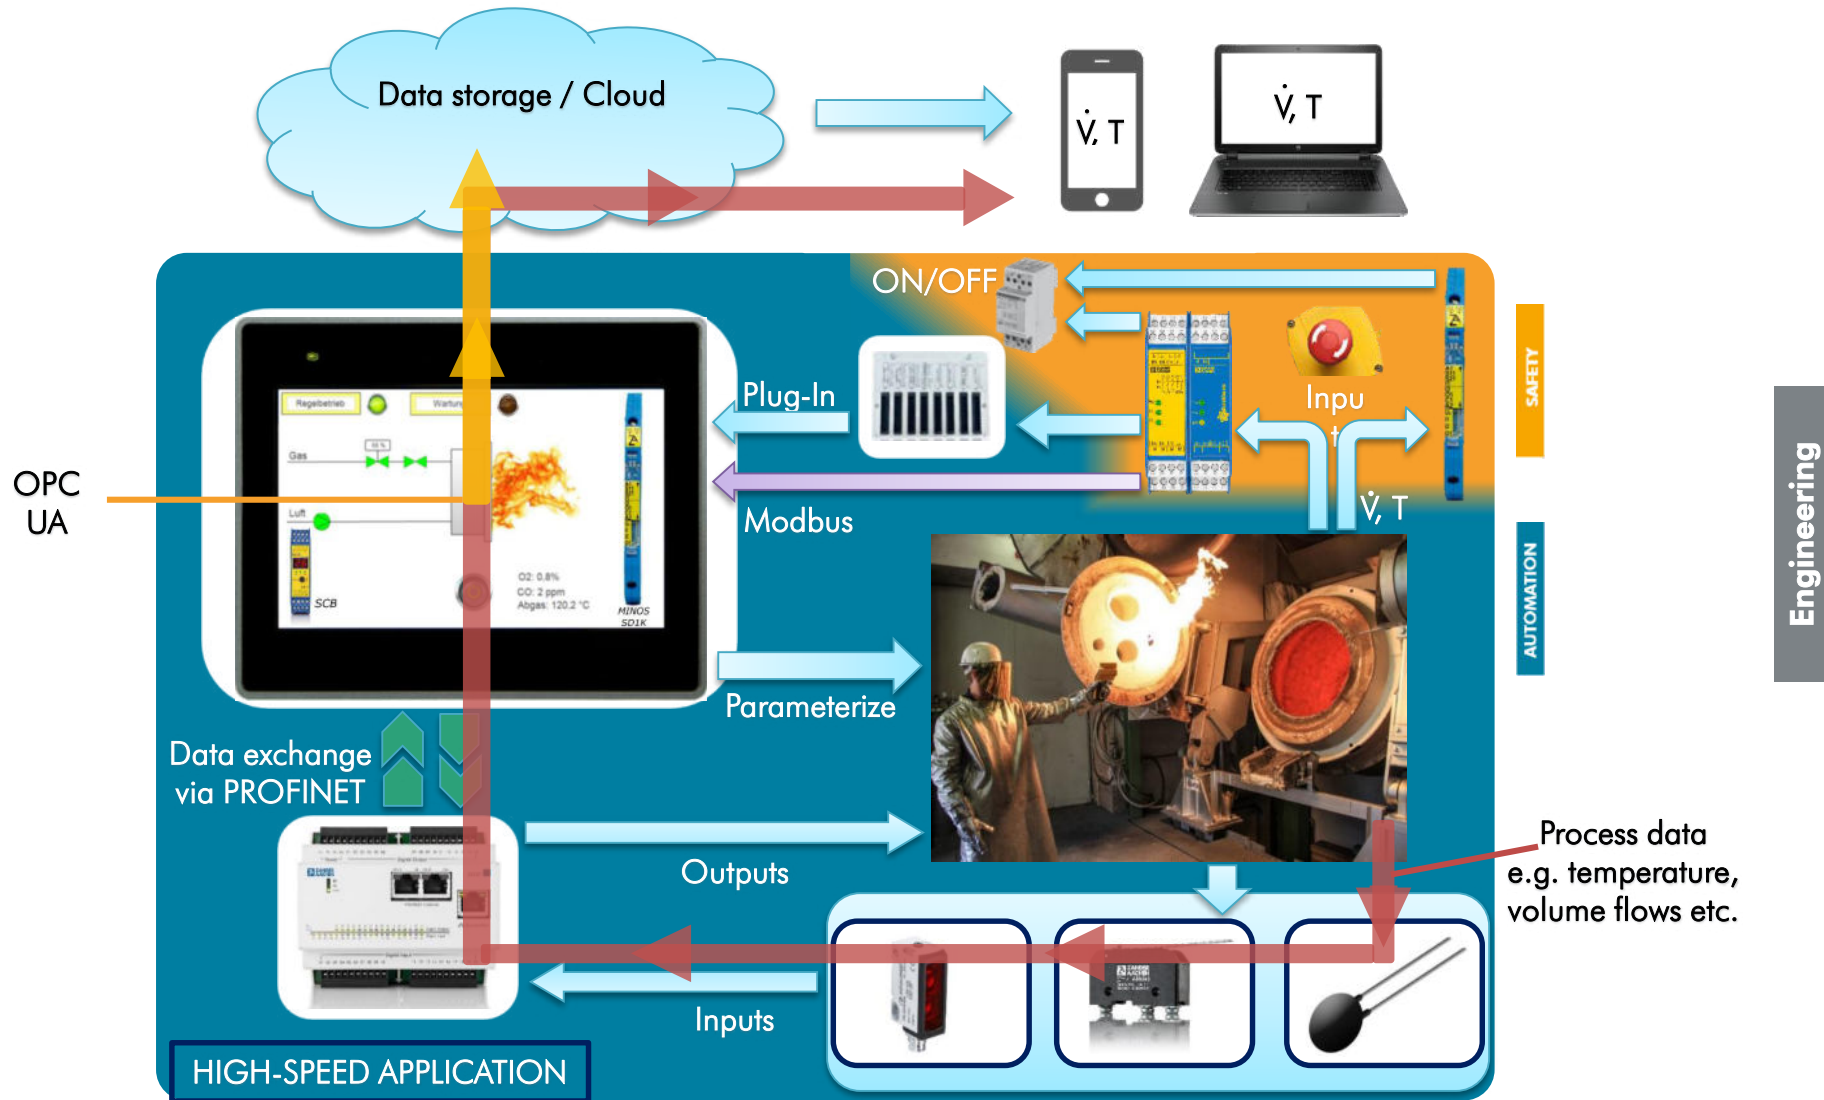 Data storage / Cloud
V̇, T
V̇, T
ON/OFF
SAFETY
Plug-In
Inpu
t
Regelbetrieb
Wartung
Gas
Luft
OPC
UA
Modbus
V̇, T
Engineering
AUTOMATION
O2: 0,8%
CO: 2 ppm
Abgas: 120.2 °C
SCB
MINOS
SD1K
Parameterize
Data exchange
via PROFINET
Outputs
Process data
e.g. temperature,
volume flows etc.
Inputs
HIGH-SPEED APPLICATION